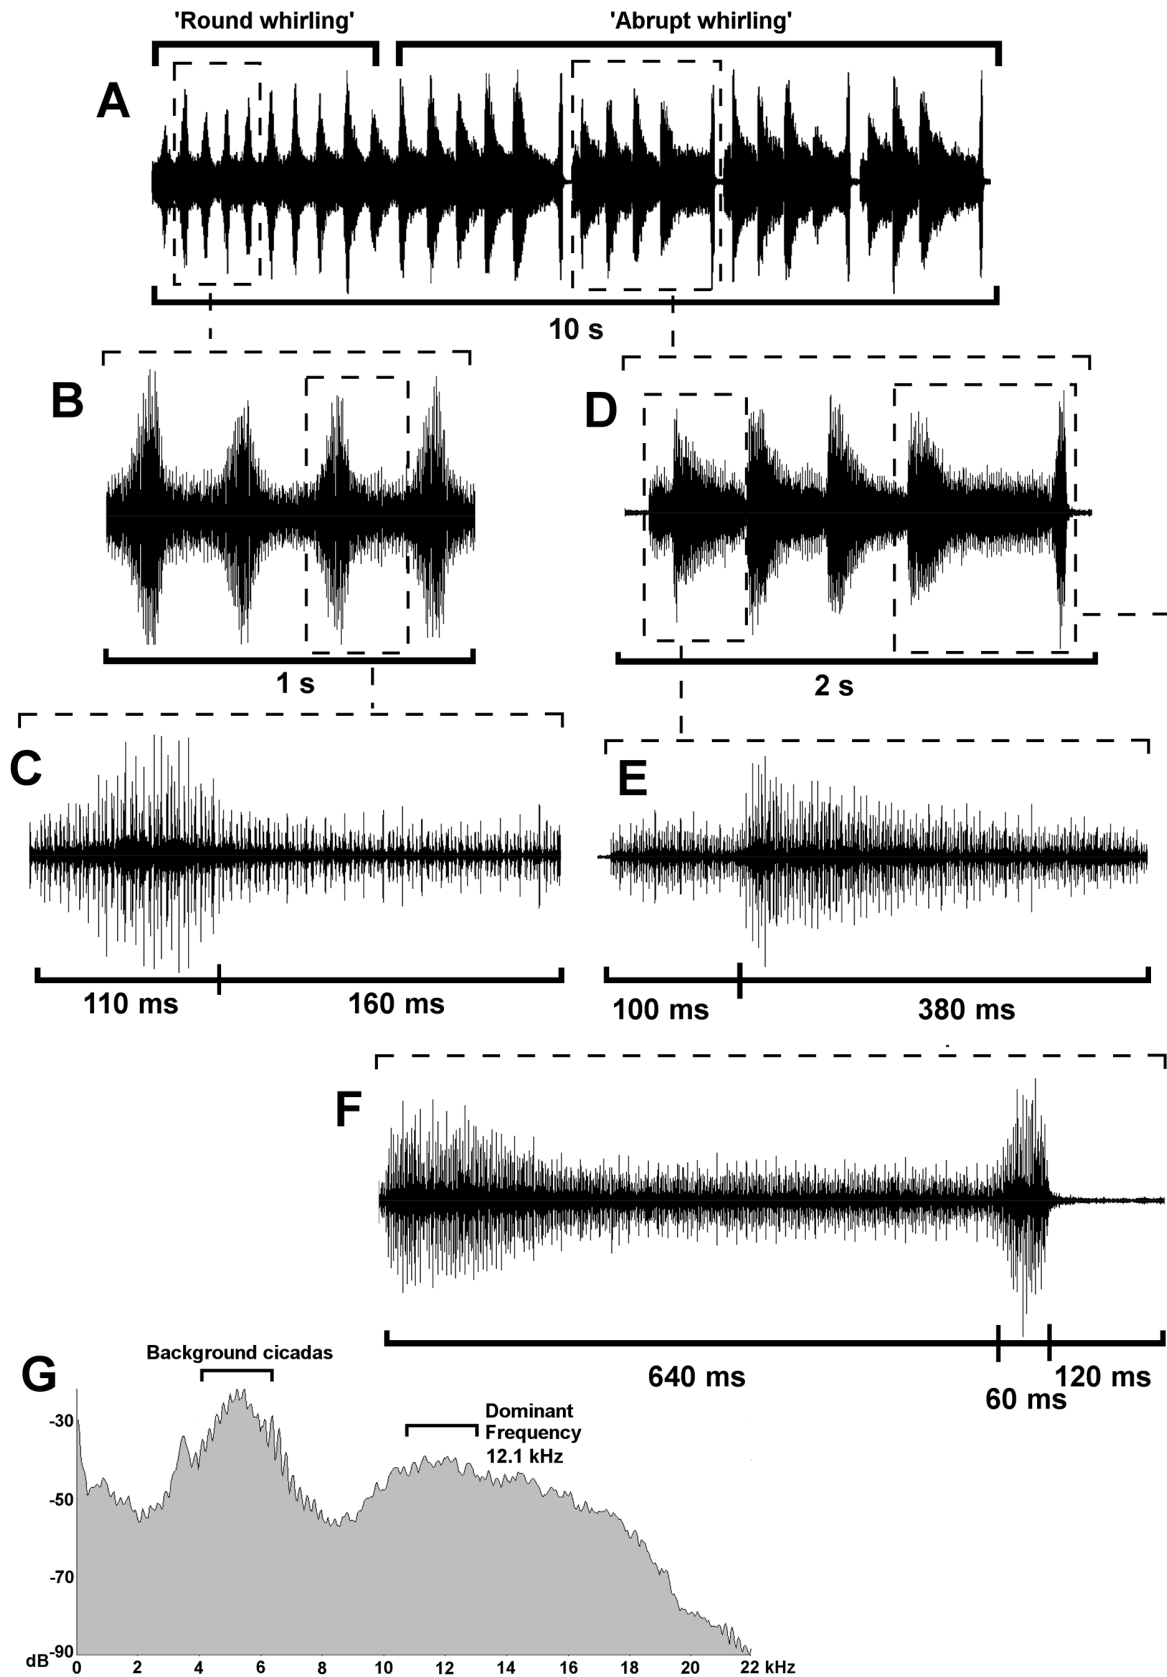 'Round whirling'
'Abrupt whirling'
A
10 s
B
D
1 s
2 s
C
E
110 ms
160 ms
100 ms
380 ms
F
640 ms
60 ms
120 ms
G
Background cicadas
Dominant
Frequency
12.1 kHz
-30
-50
-70
-90
dB
0 2 4 6 8 10 12 14 16 18 20 22 kHz